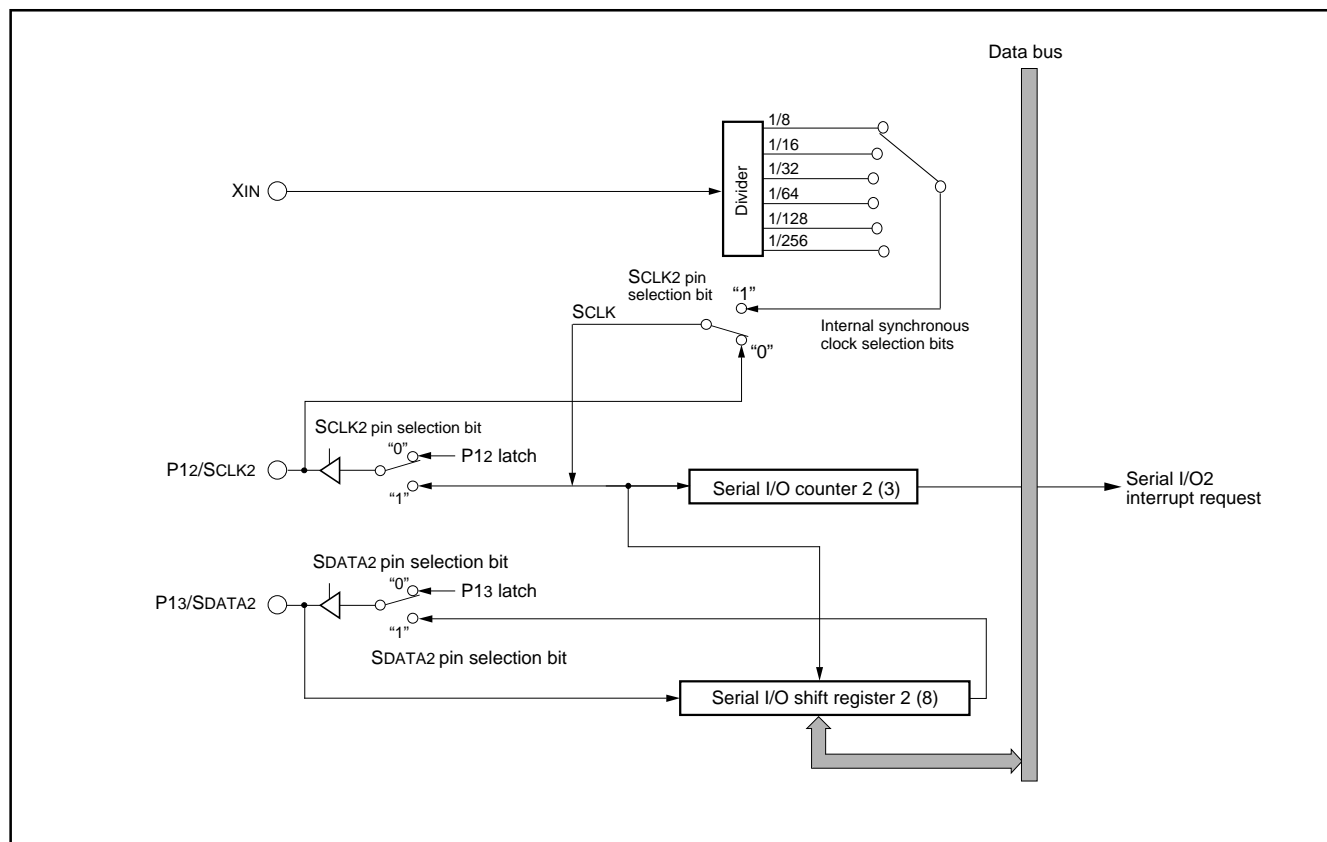 Data bus
1/8
1/16
1/32
XIN
1/64
Divider
1/128
1/256
SCLK2 pin
selection bit
“1”
SCLK
Internal synchronous
clock selection bits
“0”
SCLK2 pin selection bit
“0”
P12 latch
P12/SCLK2
“1”
Serial I/O counter 2 (3)
Serial I/O2
interrupt request
SDATA2 pin selection bit
“0”
P13 latch
P13/SDATA2
“1”
SDATA2 pin selection bit
Serial I/O shift register 2 (8)